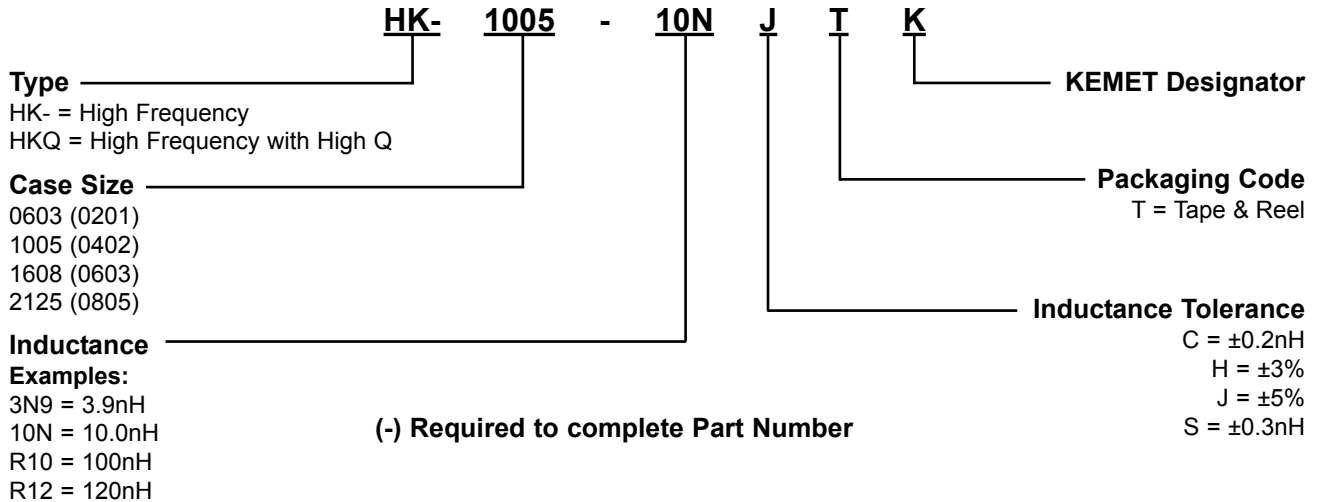 HK- 1005 - 10N J T K
Type
HK- = High Frequency
HKQ = High Frequency with High Q
Case Size
0603 (0201)
1005 (0402)
1608 (0603)
2125 (0805)
Inductance
Examples:
3N9 = 3.9nH
10N = 10.0nH
R10 = 100nH
R12 = 120nH
(-) Required to complete Part Number
KEMET Designator
Packaging Code
T = Tape & Reel
Inductance Tolerance
C = ±0.2nH
H = ±3%
J = ±5%
S = ±0.3nH